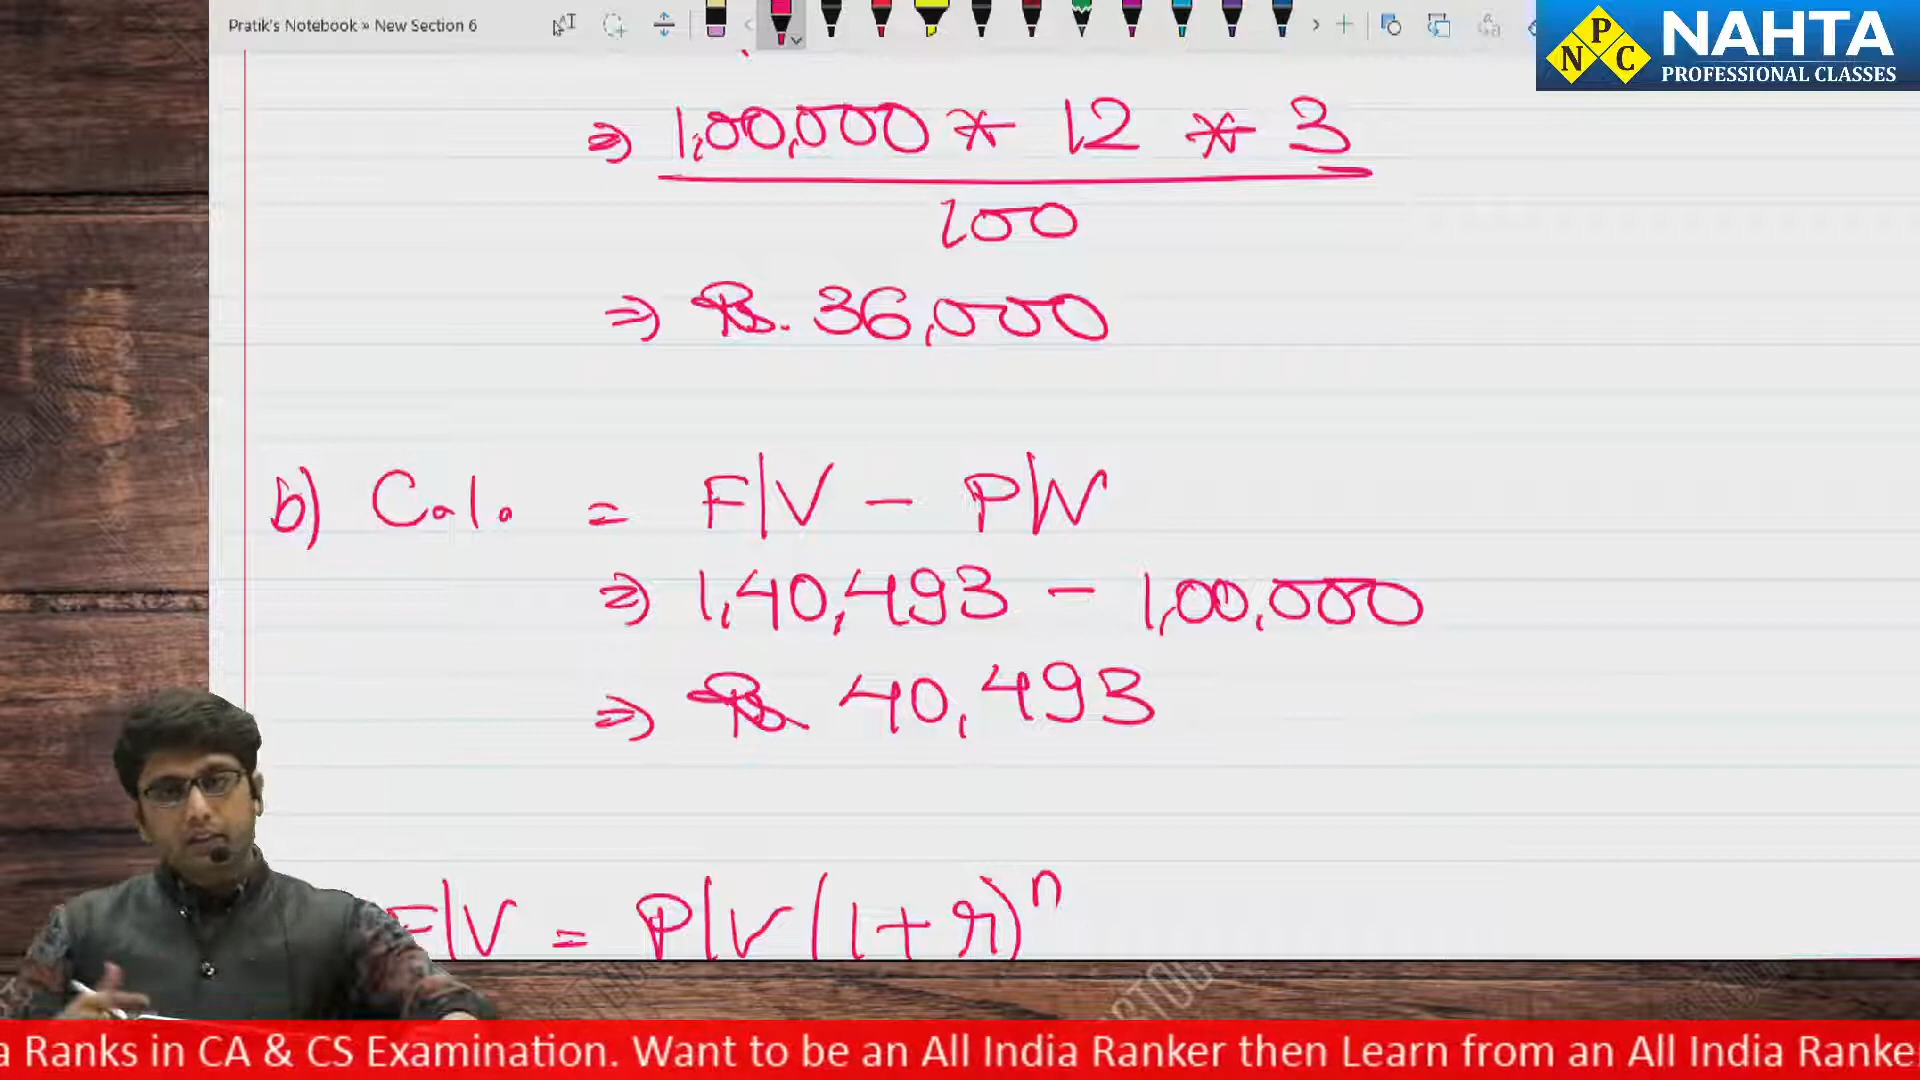 Pratik's Notebook » New Section 6
N P C NAHTA
PROFESSIONAL CLASSES
⇒ 1,00,000 * 12 * 3
100
⇒ Rs. 36,000
b) Calo = F|V - P|V
⇒ 1,40,493 - 1,00,000
⇒ Rs 40,493
F|V = P|V (1+r)^n
a Ranks in CA & CS Examination. Want to be an All India Ranker then Learn from an All India Ranke